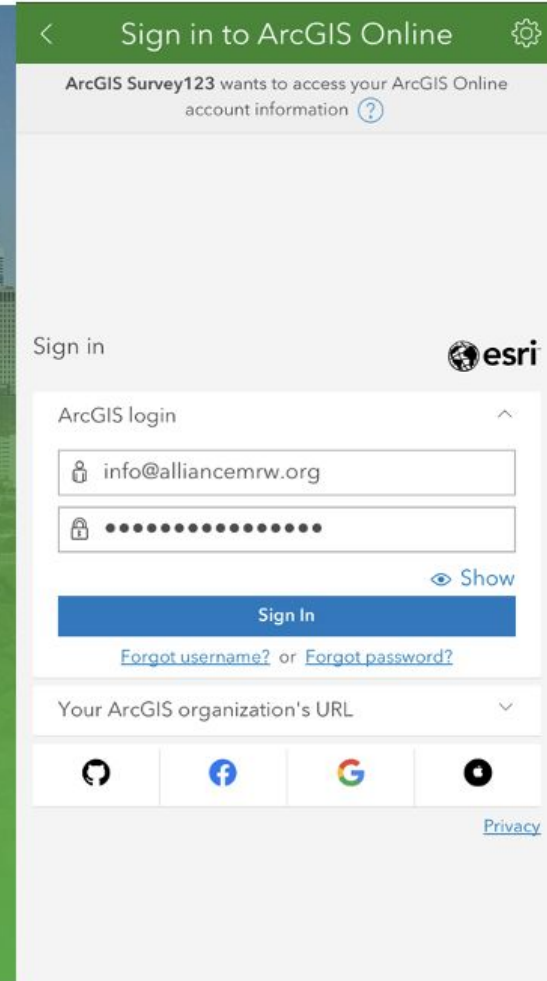 Sign in to ArcGIS Online
ArcGIS Survey123 wants to access your ArcGIS Online
account information ?
Sign in
esri
ArcGIS login
info@alliancemrw.org
••••••••••••••••
Show
Sign In
Forgot username? or Forgot password?
Your ArcGIS organization's URL
Privacy